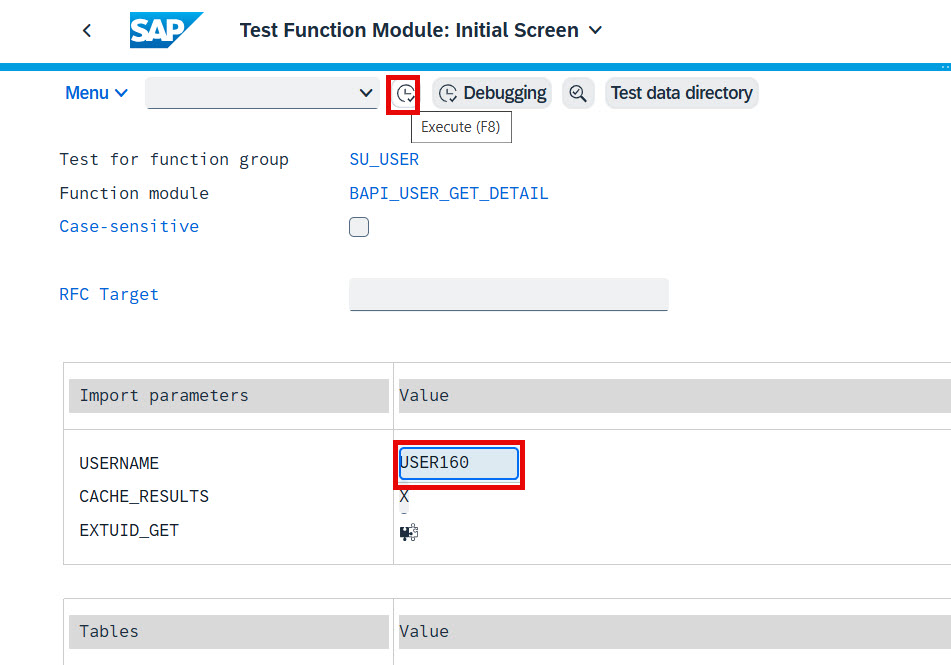 SAP Test Function Module: Initial Screen
Menu Debugging Test data directory
Execute (F8)
Test for function group SU_USER
Function module BAPI_USER_GET_DETAIL
Case-sensitive
RFC Target
Import parameters Value
USERNAME USER160
CACHE_RESULTS X
EXTUID_GET
Tables Value